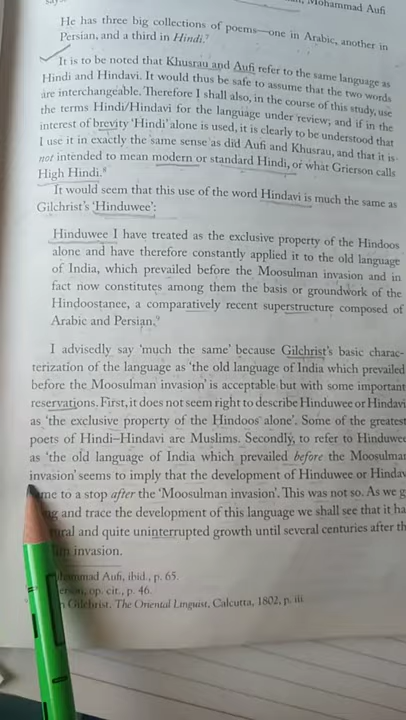 Mohammad Aufi
He has three big collections of poems—one in Arabic, another in
Persian, and a third in Hindi.7
It is to be noted that Khusrau and Aufi refer to the same language as
Hindi and Hindavi. It would thus be safe to assume that the two words
are interchangeable. Therefore I shall also, in the course of this study, use
the terms Hindi/Hindavi for the language under review; and if in the
interest of brevity 'Hindi' alone is used, it is clearly to be understood that
I use it in exactly the same sense as did Aufi and Khusrau, and that it is
not intended to mean modern or standard Hindi, or what Grierson calls
High Hindi.8
It would seem that this use of the word Hindavi is much the same as
Gilchrist's 'Hinduwee':
Hinduwee I have treated as the exclusive property of the Hindoos
alone and have therefore constantly applied it to the old language
of India, which prevailed before the Moosulman invasion and in
fact now constitutes among them the basis or groundwork of the
Hindoostanee, a comparatively recent superstructure composed of
Arabic and Persian.9
I advisedly say 'much the same' because Gilchrist's basic charac-
terization of the language as 'the old language of India which prevailed
before the Moosulman invasion' is acceptable but with some important
reservations. First, it does not seem right to describe Hinduwee or Hindavi
as 'the exclusive property of the Hindoos alone'. Some of the greatest
poets of Hindi–Hindavi are Muslims. Secondly, to refer to Hinduwee
as 'the old language of India which prevailed before the Moosulman
invasion' seems to imply that the development of Hinduwee or Hindav
me to a stop after the 'Moosulman invasion'. This was not so. As we g
and trace the development of this language we shall see that it ha
ural and quite uninterrupted growth until several centuries after th
invasion.
hammad Aufi, ibid., p. 65.
op. cit., p. 46.
Gilchrist, The Oriental Linguist, Calcutta, 1802, p. iii